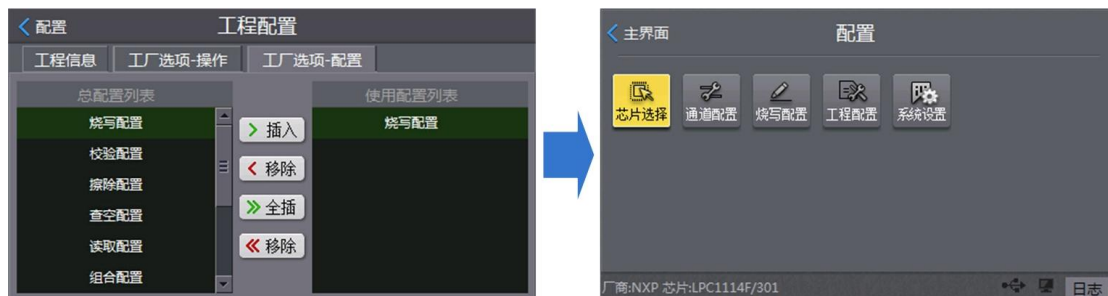 配置
工程配置
工程信息
工厂选项-操作
工厂选项-配置
总配置列表
使用配置列表
烧写配置
校验配置
擦除配置
查空配置
读取配置
组合配置
插入
移除
全插
移除
烧写配置
主界面
配置
芯片选择
通道配置
烧写配置
工程配置
系统设置
厂商:NXP 芯片:LPC1114F/301
日志